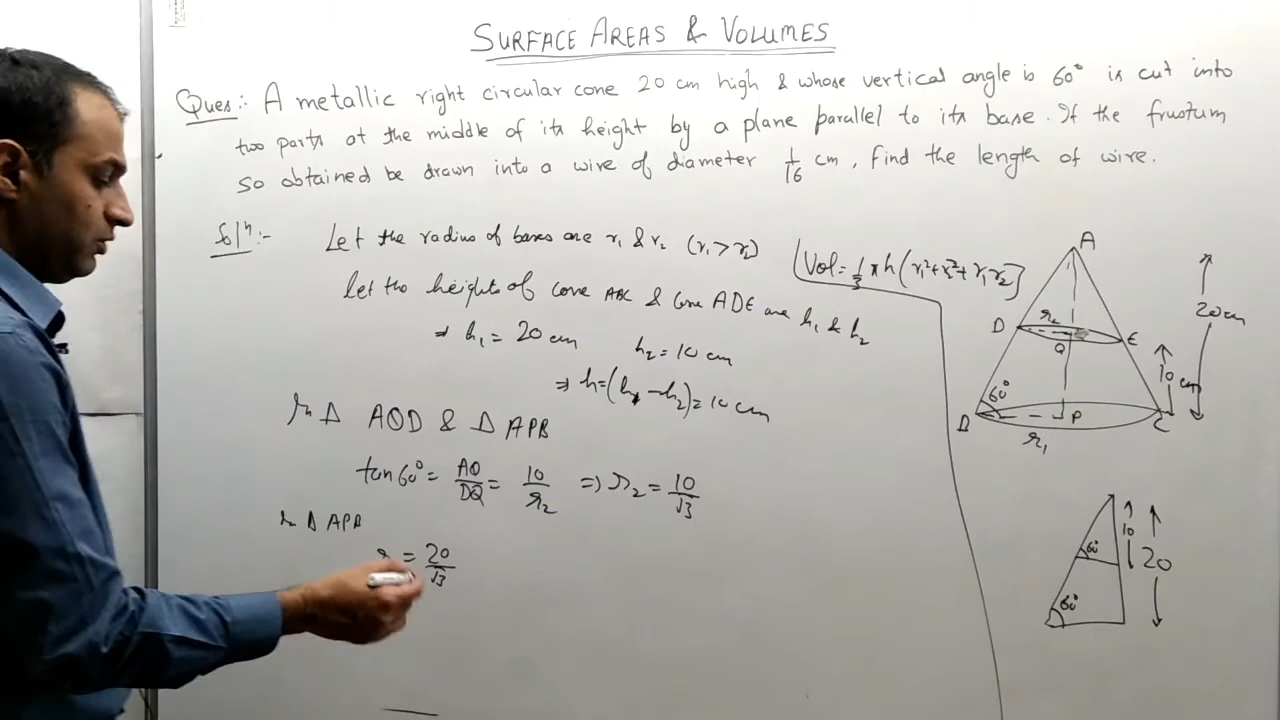 SURFACE AREAS & VOLUMES
Ques:- A metallic right circular cone 20 cm high & whose vertical angle is 60° is cut into
two parts at the middle of its height by a plane parallel to its base. If the frustum
so obtained be drawn into a wire of diameter 1/16 cm, find the length of wire.
Solⁿ:- Let the radius of bases are r₁ & r₂ (r₁ > r₂)
Vol = 1/3 π h (r₁² + r₂² + r₁r₂)
let the heights of cone ABC & Cone ADE are h₁ & h₂
⇒ h₁ = 20 cm h₂ = 10 cm
⇒ h = (h₁ - h₂) = 10 cm
In Δ AQD & Δ APB
tan 60° = AQ/DQ = 10/r₂ ⇒ r₂ = 10/√3
In Δ APB
= 20/√3
A
D r₂ E
Q
20 cm
10 cm
60°
B P C
r₁
10
60°
20
60°